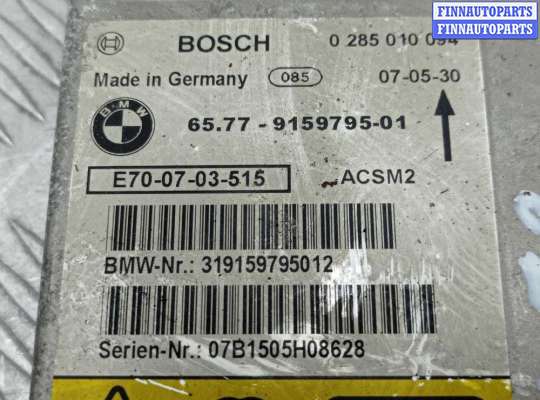 FINNAUTOPARTS
FINNAUTOPARTS
BOSCH 0 285 010 094
Made in Germany 085 07-05-30
BMW 65.77 - 9159795-01
E70-07-03-515 ACSM2
BMW-Nr.: 319159795012
Serien-Nr.: 07B1505H08628